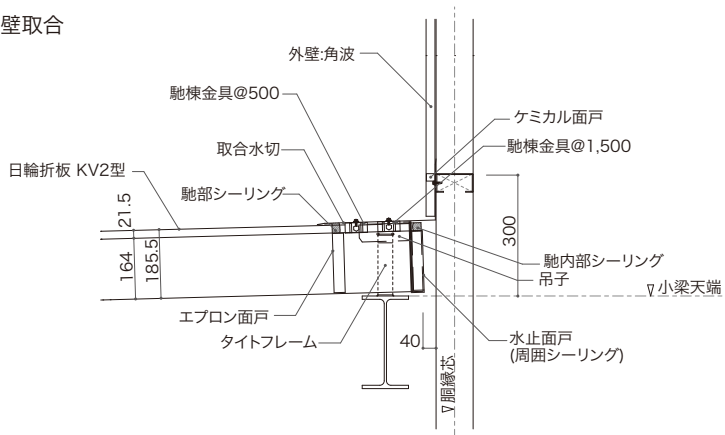 壁取合
外壁:角波
馳棟金具@500
ケミカル面戸
取合水切
馳棟金具@1,500
日輪折板 KV2型
馳部シーリング
21.5
164
185.5
300
馳内部シーリング
吊子
小梁天端
エプロン面戸
タイトフレーム
40
水止面戸
(周囲シーリング)
胴縁芯